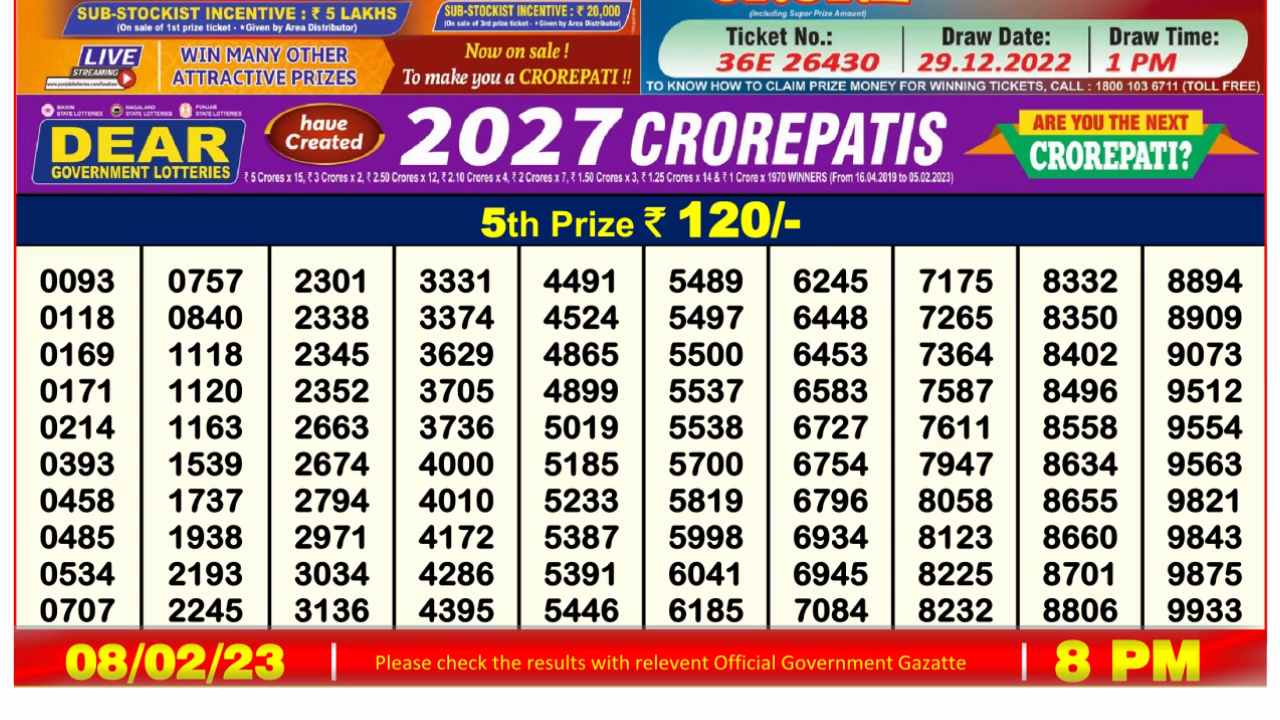 SUB-STOCKIST INCENTIVE : ₹ 5 LAKHS
(On sale of 1st prize ticket - *Given by Area Distributor)
SUB-STOCKIST INCENTIVE : ₹ 20,000
(On sale of 3rd prize ticket - *Given by Area Distributor)
(Including Super Prize Amount)
LIVE
STREAMING
WIN MANY OTHER
ATTRACTIVE PRIZES
Now on sale !
To make you a CROREPATI !!
Ticket No.:
36E 26430
Draw Date:
29.12.2022
Draw Time:
1 PM
TO KNOW HOW TO CLAIM PRIZE MONEY FOR WINNING TICKETS, CALL : 1800 103 6711 (TOLL FREE)
SIKKIM STATE LOTTERIES NAGALAND STATE LOTTERIES PUNJAB STATE LOTTERIES
DEAR
GOVERNMENT LOTTERIES
have
Created
2027 CROREPATIS
₹ 5 Crores x 15, ₹ 3 Crores x 2, ₹ 2.50 Crores x 12, ₹ 2.10 Crores x 4, ₹ 2 Crores x 7, ₹ 1.50 Crores x 3, ₹ 1.25 Crores x 14 & ₹ 1 Crore x 1970 WINNERS (From 16.04.2019 to 05.02.2023)
ARE YOU THE NEXT
CROREPATI?
5th Prize ₹ 120/-
0093 0757 2301 3331 4491 5489 6245 7175 8332 8894
0118 0840 2338 3374 4524 5497 6448 7265 8350 8909
0169 1118 2345 3629 4865 5500 6453 7364 8402 9073
0171 1120 2352 3705 4899 5537 6583 7587 8496 9512
0214 1163 2663 3736 5019 5538 6727 7611 8558 9554
0393 1539 2674 4000 5185 5700 6754 7947 8634 9563
0458 1737 2794 4010 5233 5819 6796 8058 8655 9821
0485 1938 2971 4172 5387 5998 6934 8123 8660 9843
0534 2193 3034 4286 5391 6041 6945 8225 8701 9875
0707 2245 3136 4395 5446 6185 7084 8232 8806 9933
08/02/23
Please check the results with relevent Official Government Gazatte
8 PM